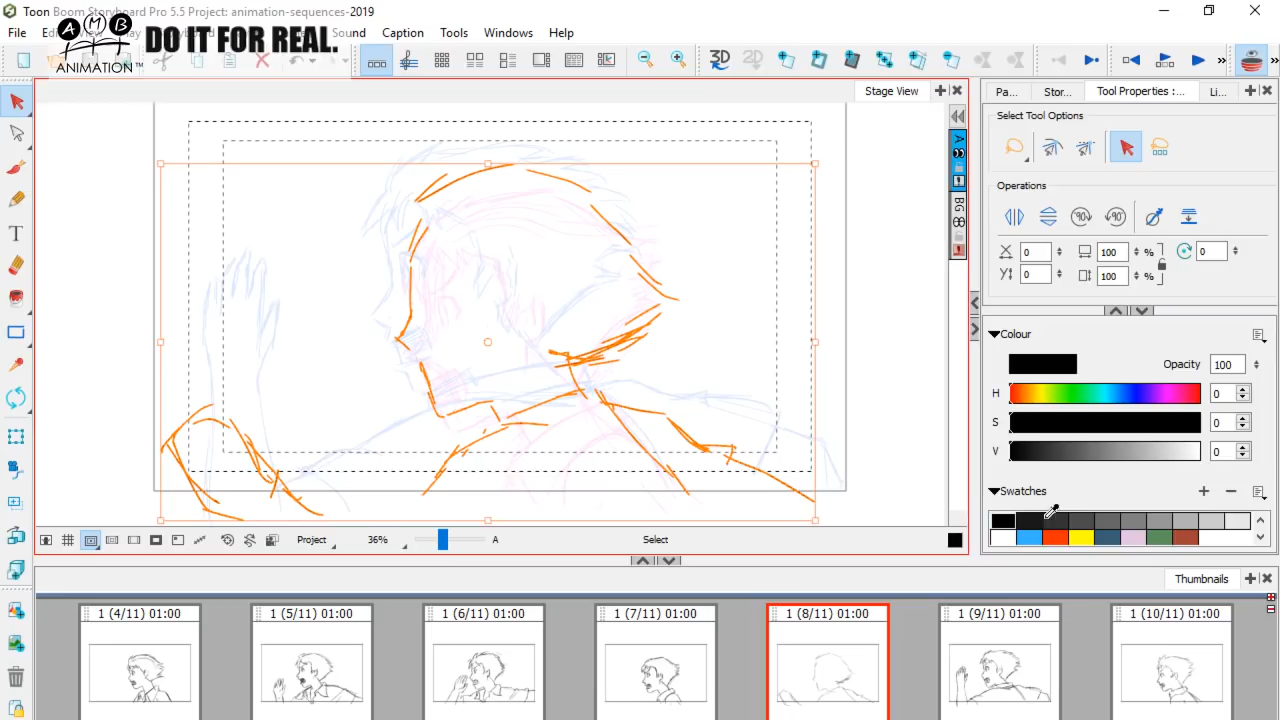 Toon Boom Storyboard Pro 5.5 Project: animation-sequences-2019
File Sound Caption Tools Windows Help
AMB
ANIMATION™
DO IT FOR REAL.
3D 2D
Stage View
Pa... Stor... Tool Properties :... Li...
Select Tool Options
Operations
X 0 100 % 0
Y 0 100 %
A
BG
T
Colour
Opacity 100
H 0
S 0
V 0
Swatches
Project 36% A Select
Thumbnails
1 (4/11) 01:00 1 (5/11) 01:00 1 (6/11) 01:00 1 (7/11) 01:00 1 (8/11) 01:00 1 (9/11) 01:00 1 (10/11) 01:00